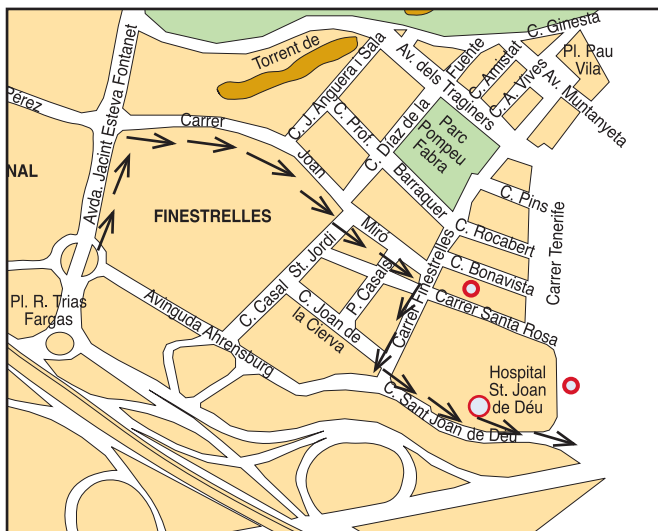 C. Ginesta
Pl. Pau
Vila
C. Amistat
Fuente
C. A. Vives
Av. Muntanyeta
Av. dels Traginers
Torrent de
C. J. Anquera i Sala
Avda. Jacint Esteva Fontanet
Pérez
Carrer
Joan
Miró
C. Prof.
Barraquer
C. Díaz de la
Parc
Pompeu
Fabra
C. Pins
C. Rocabert
C. Bonavista
Carrer Tenerife
Carrer Santa Rosa
NAL
FINESTRELLES
C. Casal St. Jordi
P. Casals
Carrer Finestrelles
C. Joan de
la Cierva
Avinguda Ahrensburg
Pl. R. Trias
Fargas
Hospital
St. Joan
de Déu
C. Sant Joan de Déu